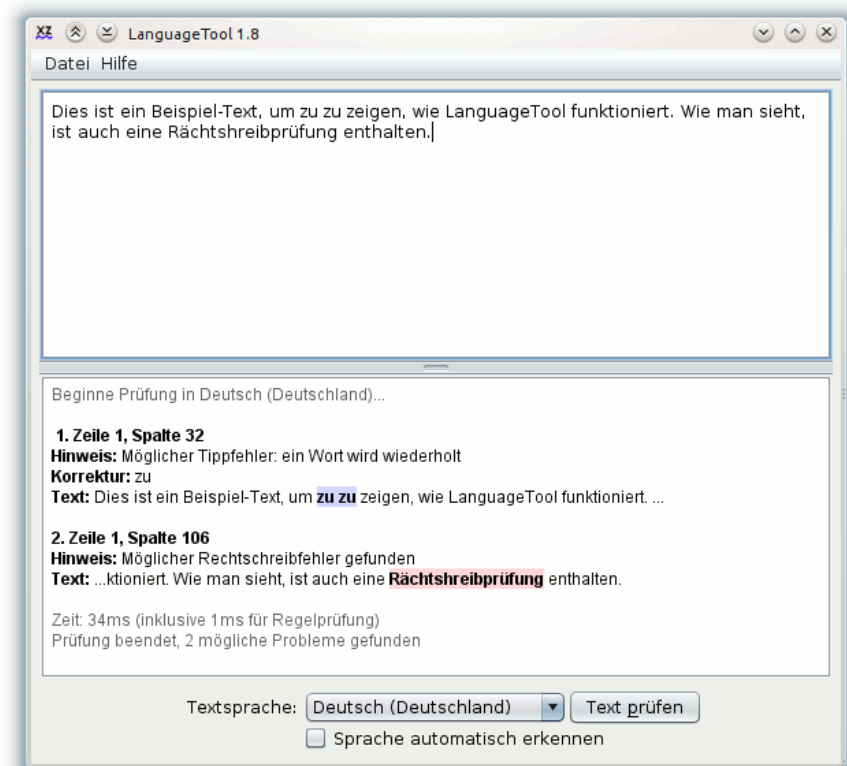 LanguageTool 1.8
Datei Hilfe
Dies ist ein Beispiel-Text, um zu zu zeigen, wie LanguageTool funktioniert. Wie man sieht,
ist auch eine Rächtshreibprüfung enthalten.
Beginne Prüfung in Deutsch (Deutschland)...
1. Zeile 1, Spalte 32
Hinweis: Möglicher Tippfehler: ein Wort wird wiederholt
Korrektur: zu
Text: Dies ist ein Beispiel-Text, um zu zu zeigen, wie LanguageTool funktioniert. ...
2. Zeile 1, Spalte 106
Hinweis: Möglicher Rechtschreibfehler gefunden
Text: ...ktioniert. Wie man sieht, ist auch eine Rächtshreibprüfung enthalten.
Zeit: 34ms (inklusive 1ms für Regelprüfung)
Prüfung beendet, 2 mögliche Probleme gefunden
Textsprache: Deutsch (Deutschland) Text prüfen
Sprache automatisch erkennen